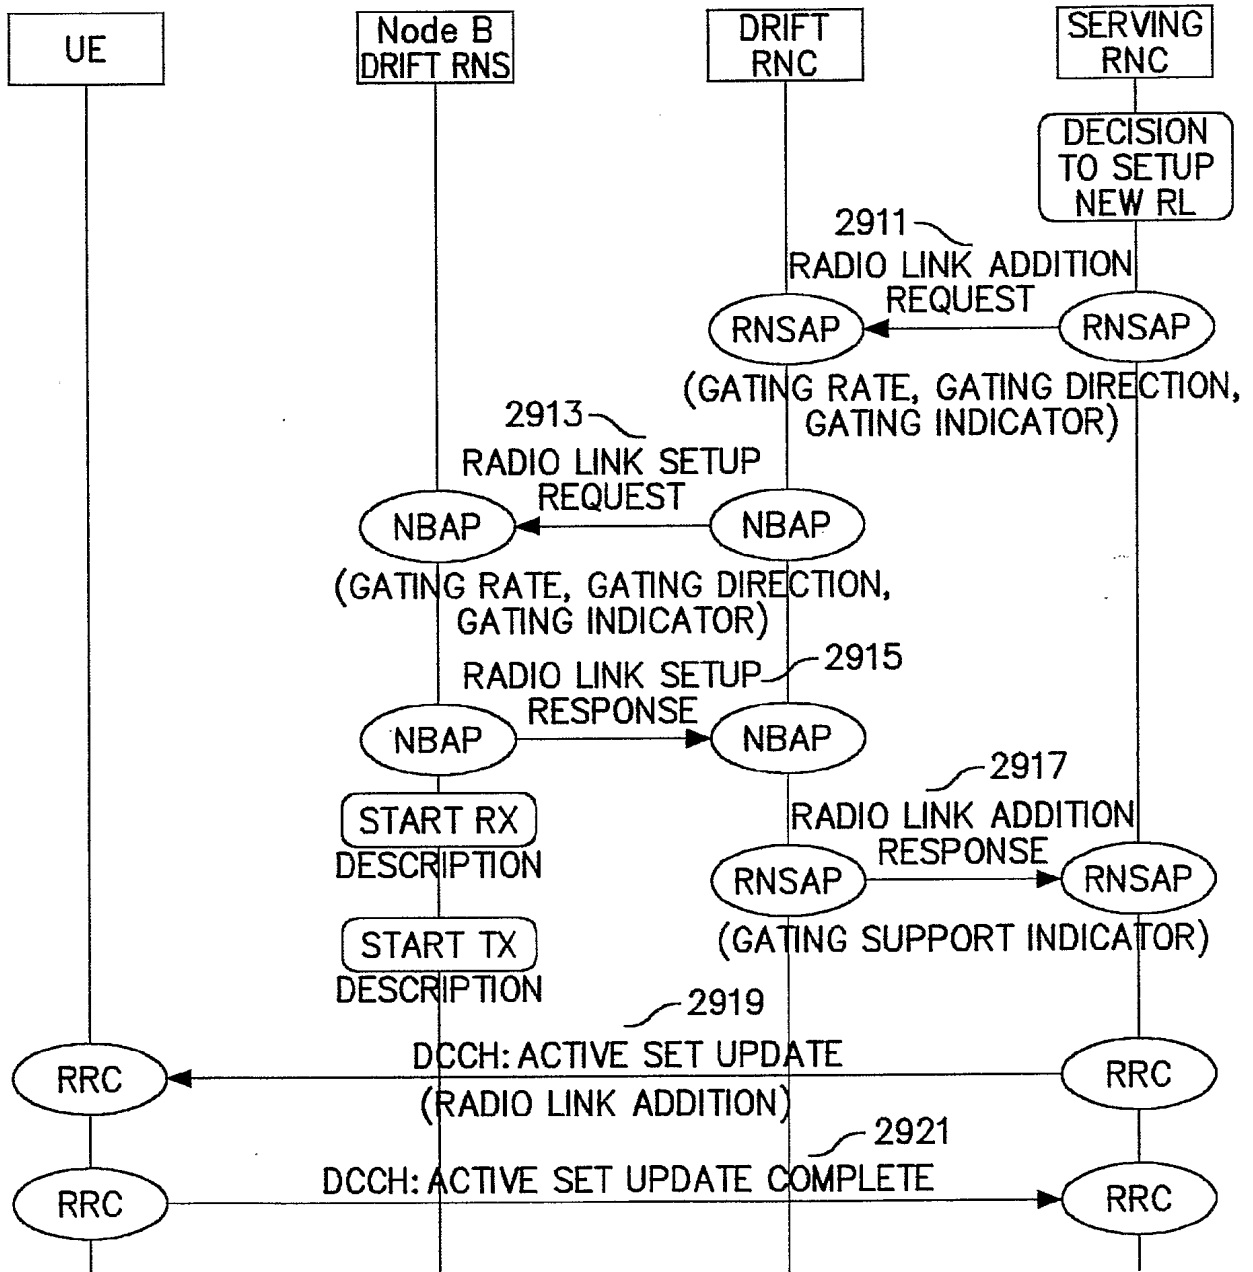 UE
Node B
DRIFT RNS
DRIFT
RNC
SERVING
RNC
DECISION
TO SETUP
NEW RL
2911
RADIO LINK ADDITION
REQUEST
RNSAP
RNSAP
(GATING RATE, GATING DIRECTION,
GATING INDICATOR)
2913
RADIO LINK SETUP
REQUEST
NBAP
NBAP
(GATING RATE, GATING DIRECTION,
GATING INDICATOR)
RADIO LINK SETUP
2915
RESPONSE
NBAP
NBAP
2917
START RX
DESCRIPTION
RADIO LINK ADDITION
RESPONSE
RNSAP
RNSAP
(GATING SUPPORT INDICATOR)
START TX
DESCRIPTION
2919
DCCH: ACTIVE SET UPDATE
RRC
RRC
(RADIO LINK ADDITION)
2921
DCCH: ACTIVE SET UPDATE COMPLETE
RRC
RRC